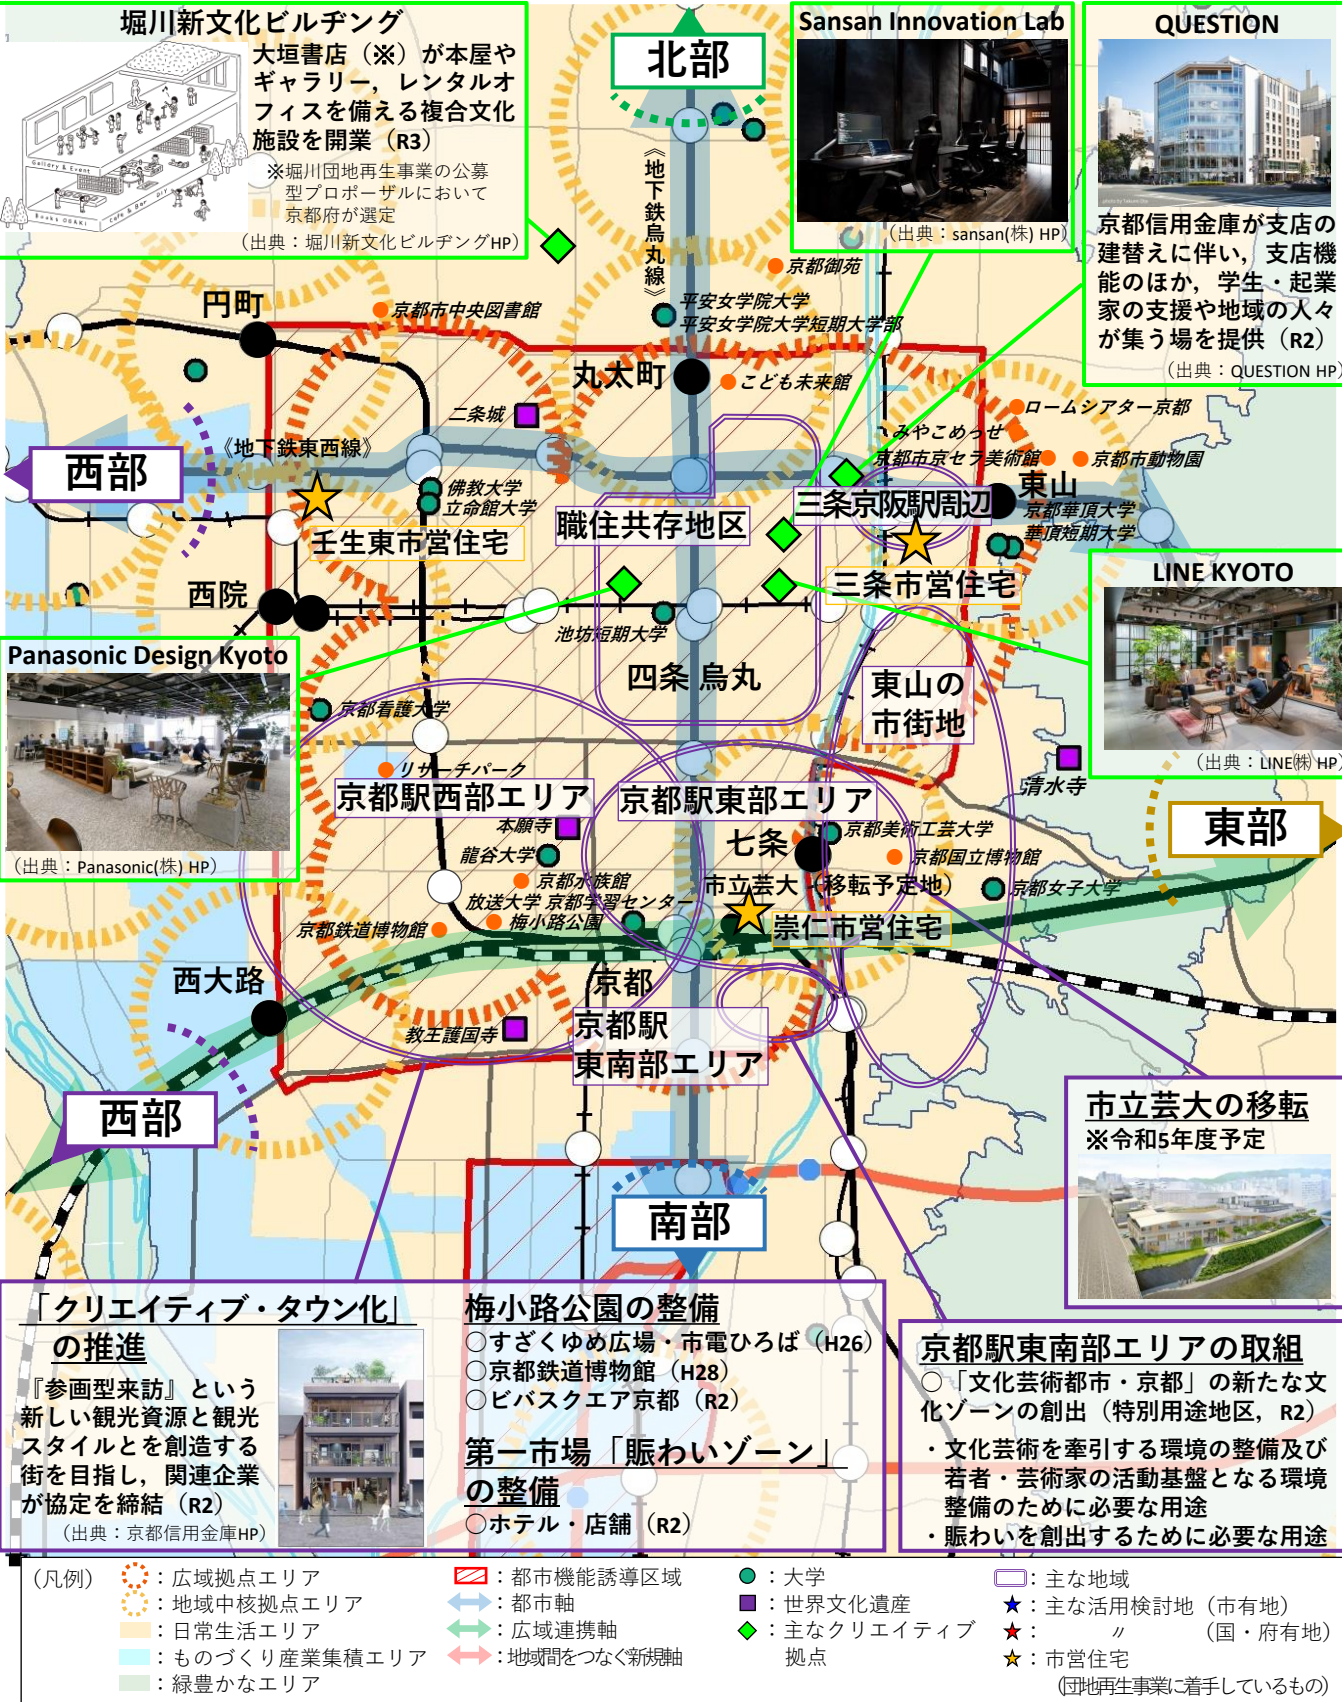 堀川新文化ビルヂング
大垣書店（※）が本屋や
ギャラリー，レンタルオ
フィスを備える複合文化
施設を開業（R3）
※堀川団地再生事業の公募
型プロポーザルにおいて
京都府が選定
（出典：堀川新文化ビルヂングHP）
Gallery & Event
Books OGAKI
Cafe & Bar
DIY
北部
《地下鉄烏丸線》
Sansan Innovation Lab
（出典：sansan(株) HP）
QUESTION
京都信用金庫が支店の
建替えに伴い，支店機
能のほか，学生・起業
家の支援や地域の人々
が集う場を提供（R2）
（出典：QUESTION HP）
京都御苑
円町
京都市中央図書館
平安女学院大学
平安女学院大学短期大学部
丸太町
こども未来館
二条城
ロームシアター京都
みやこめっせ
京都市京セラ美術館
京都市動物園
《地下鉄東西線》
西部
佛教大学
立命館大学
東山
三条京阪駅周辺
京都華頂大学
華頂短期大学
職住共存地区
壬生東市営住宅
三条市営住宅
LINE KYOTO
（出典：LINE㈱ HP）
西院
池坊短期大学
四条 烏丸
東山の
市街地
Panasonic Design Kyoto
（出典：Panasonic(株) HP）
京都看護大学
リサーチパーク
京都駅西部エリア
京都駅東部エリア
清水寺
東部
本願寺
七条
京都美術工芸大学
龍谷大学
京都国立博物館
京都水族館
市立芸大（移転予定地）
京都女子大学
放送大学 京都学習センター
梅小路公園
京都鉄道博物館
崇仁市営住宅
西大路
京都
教王護国寺
京都駅
東南部エリア
西部
市立芸大の移転
※令和5年度予定
南部
「クリエイティブ・タウン化」
の推進
『参画型来訪』という
新しい観光資源と観光
スタイルとを創造する
街を目指し，関連企業
が協定を締結（R2）
（出典：京都信用金庫HP）
梅小路公園の整備
○すざくゆめ広場・市電ひろば（H26）
○京都鉄道博物館（H28）
○ビバスクエア京都（R2）
第一市場「賑わいゾーン」
の整備
○ホテル・店舗（R2）
京都駅東南部エリアの取組
○「文化芸術都市・京都」の新たな文
化ゾーンの創出（特別用途地区，R2）
・文化芸術を牽引する環境の整備及び
若者・芸術家の活動基盤となる環境
整備のために必要な用途
・賑わいを創出するために必要な用途
（凡例）
：広域拠点エリア
：地域中核拠点エリア
：日常生活エリア
：ものづくり産業集積エリア
：緑豊かなエリア
：都市機能誘導区域
：都市軸
：広域連携軸
：地域間をつなぐ新規軸
：大学
：世界文化遺産
：主なクリエイティブ
拠点
：主な地域
：主な活用検討地（市有地）
：　〃　（国・府有地）
：市営住宅
（団地再生事業に着手しているもの）